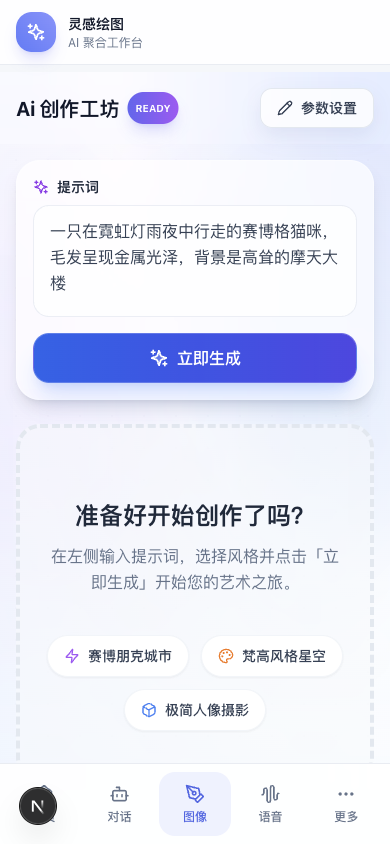 灵感绘图
AI 聚合工作台
Ai 创作工坊
READY
参数设置
提示词
一只在霓虹灯雨夜中行走的赛博格猫咪，
毛发呈现金属光泽，背景是高耸的摩天大
楼
立即生成
准备好开始创作了吗？
在左侧输入提示词，选择风格并点击「立
即生成」开始您的艺术之旅。
赛博朋克城市
梵高风格星空
极简人像摄影
N
对话
图像
语音
更多